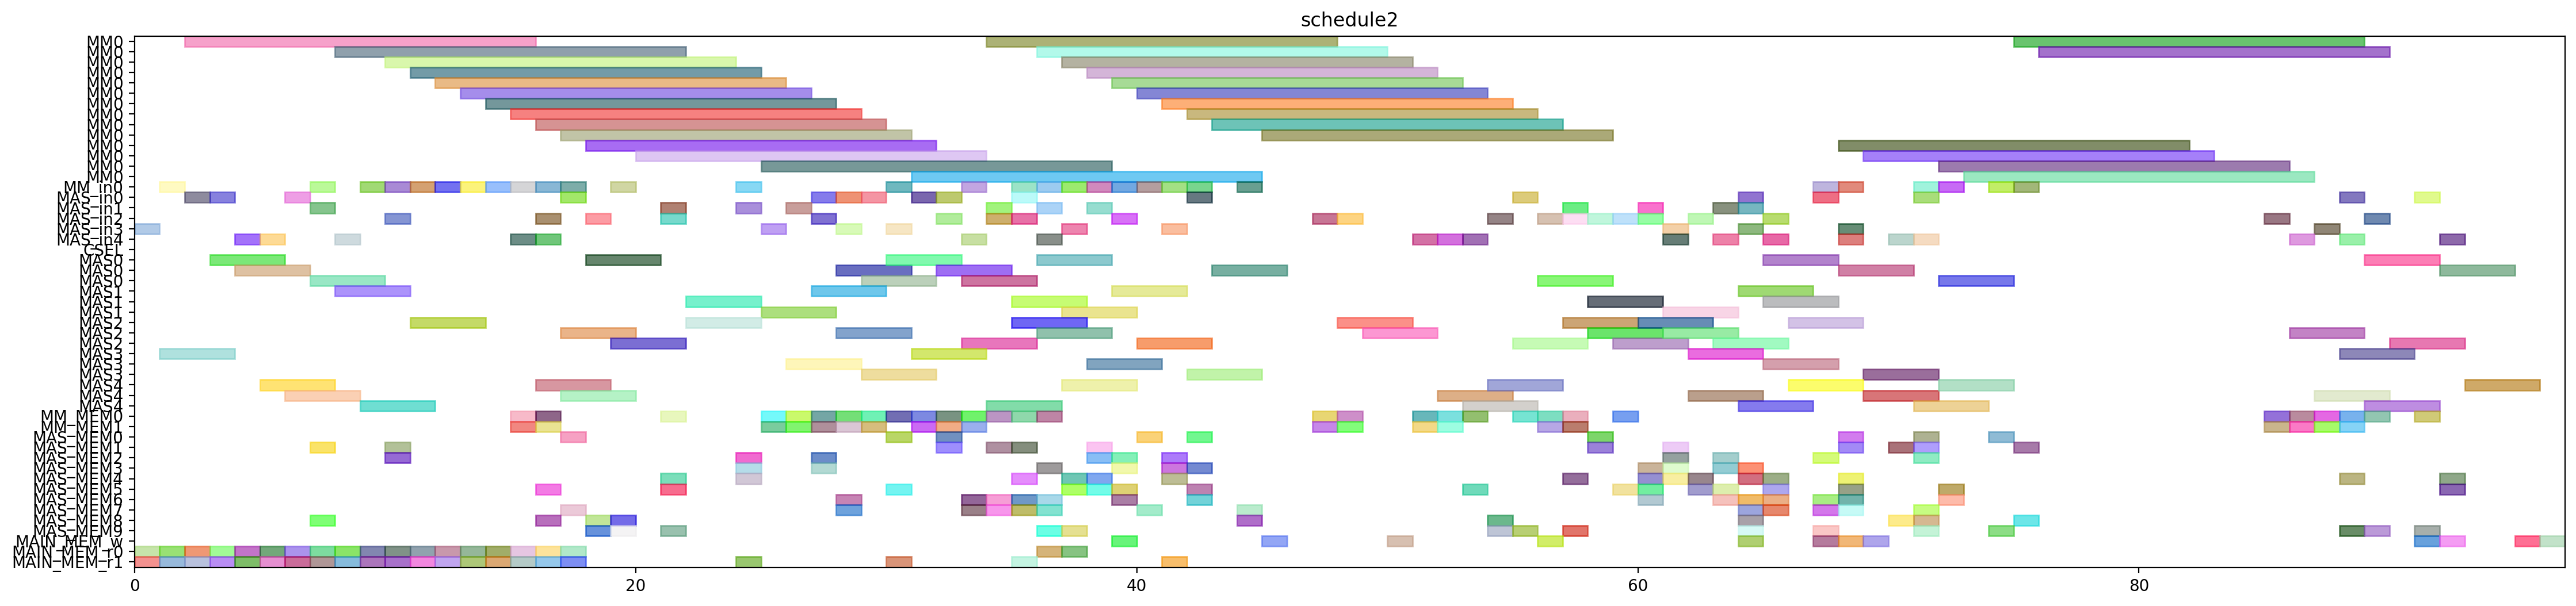 schedule2
MM0
MM0
MM0
MM0
MM0
MM0
MM0
MM0
MM0
MM0
MM0
MM0
MM0
MM0
MM_in0
MAS_in0
MAS_in1
MAS_in2
MAS_in3
MAS_in4
CSEL
MAS0
MAS0
MAS0
MAS1
MAS1
MAS1
MAS2
MAS2
MAS2
MAS3
MAS3
MAS3
MAS4
MAS4
MAS4
MM_MEM0
MM_MEM1
MAS_MEM0
MAS_MEM1
MAS_MEM2
MAS_MEM3
MAS_MEM4
MAS_MEM5
MAS_MEM6
MAS_MEM7
MAS_MEM8
MAS_MEM9
MAIN_MEM_w
MAIN_MEM_r0
MAIN_MEM_r1
0 20 40 60 80